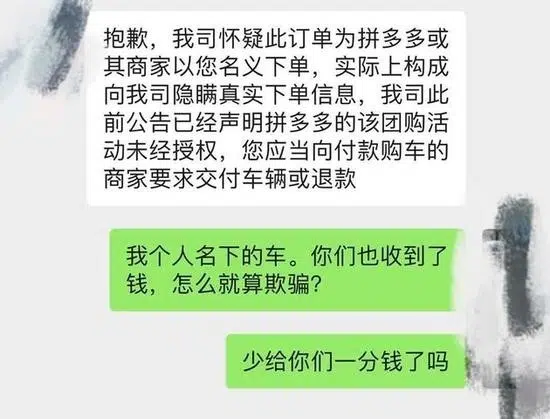 抱歉，我司怀疑此订单为拼多多或
其商家以您名义下单，实际上构成
向我司隐瞒真实下单信息，我司此
前公告已经声明拼多多的该团购活
动未经授权，您应当向付款购车的
商家要求交付车辆或退款
我个人名下的车。你们也收到了
钱，怎么就算欺骗？
少给你们一分钱了吗